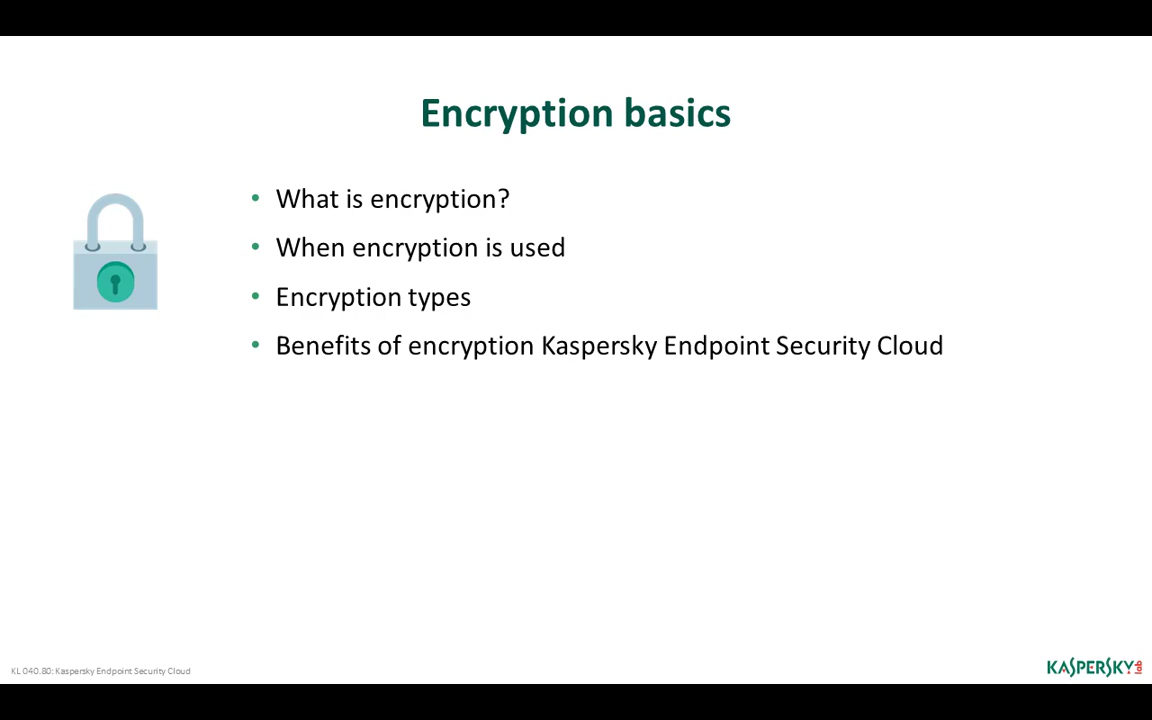 Encryption basics
• What is encryption?
• When encryption is used
• Encryption types
• Benefits of encryption Kaspersky Endpoint Security Cloud
KL 040.80: Kaspersky Endpoint Security Cloud
KASPERSKY lab